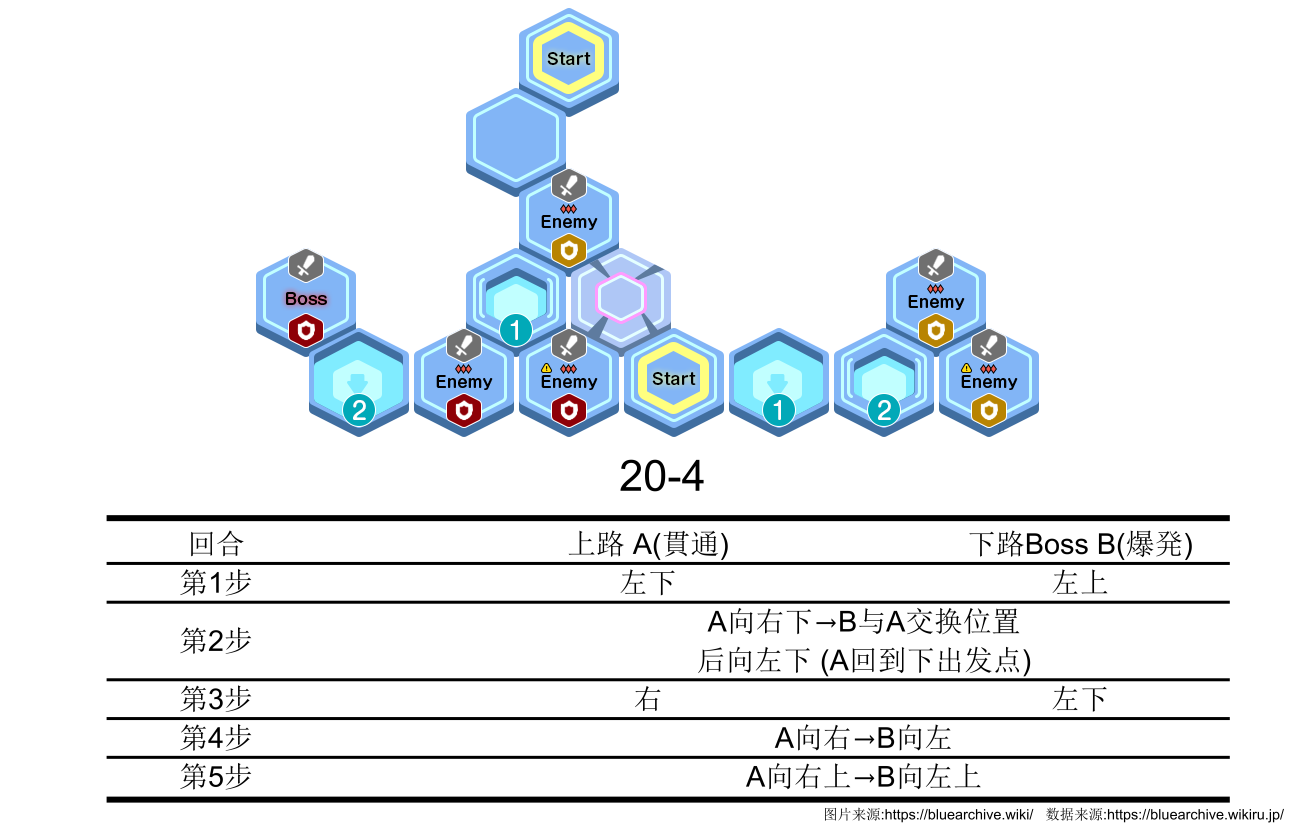 Start
Enemy
Boss
Enemy
1
Enemy
Enemy
Start
Enemy
2
1
2
20-4
回合 上路 A(貫通) 下路Boss B(爆発)
第1步 左下 左上
第2步 A向右下→B与A交换位置
后向左下 (A回到下出发点)
第3步 右 左下
第4步 A向右→B向左
第5步 A向右上→B向左上
图片来源:https://bluearchive.wiki/ 数据来源:https://bluearchive.wikiru.jp/